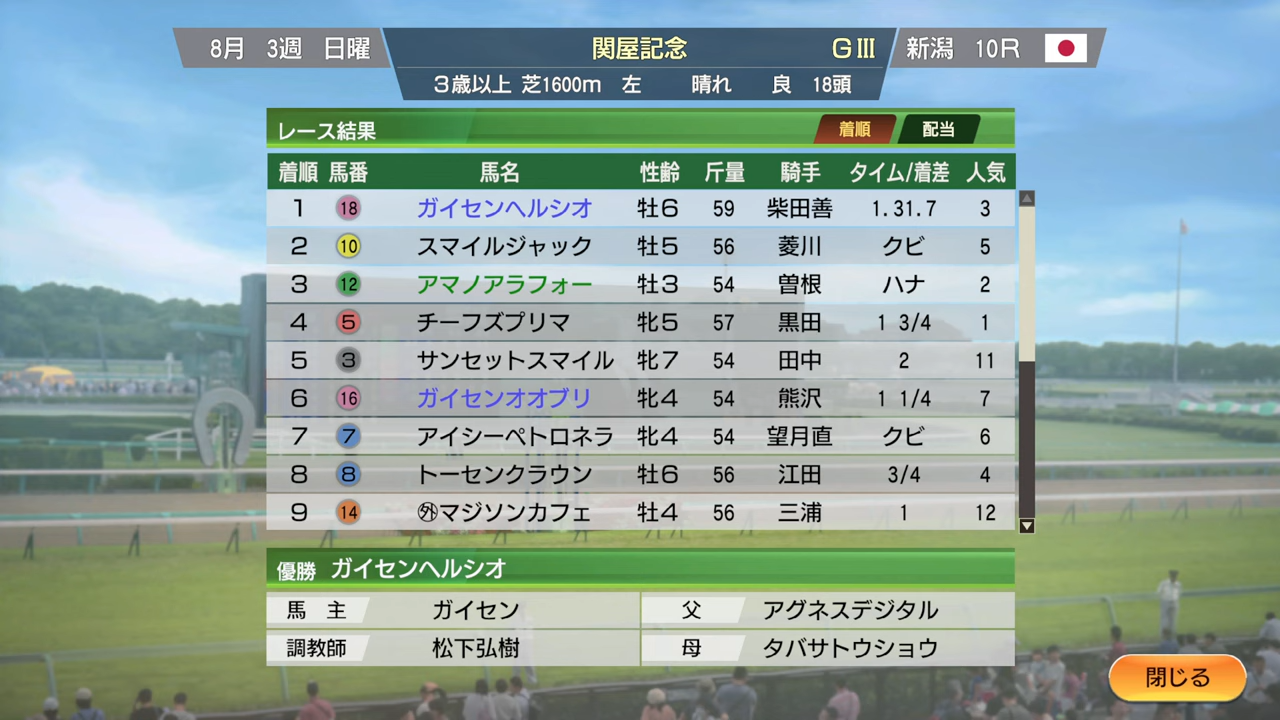 8月 3週 日曜 関屋記念 GⅢ 新潟 10R
3歳以上 芝1600m 左 晴れ 良 18頭
レース結果 着順 配当
着順 馬番 馬名 性齢 斤量 騎手 タイム/着差 人気
1 18 ガイセンヘルシオ 牡6 59 柴田善 1.31.7 3
2 10 スマイルジャック 牡5 56 菱川 クビ 5
3 12 アマノアラフォー 牡3 54 曽根 ハナ 2
4 5 チーフズプリマ 牝5 57 黒田 1 3/4 1
5 3 サンセットスマイル 牝7 54 田中 2 11
6 16 ガイセンオオブリ 牝4 54 熊沢 1 1/4 7
7 7 アイシーペトロネラ 牝4 54 望月直 クビ 6
8 8 トーセンクラウン 牡6 56 江田 3/4 4
9 14 ㊕マジソンカフェ 牡4 56 三浦 1 12
優勝 ガイセンヘルシオ
馬主 ガイセン 父 アグネスデジタル
調教師 松下弘樹 母 タバサトウショウ
閉じる